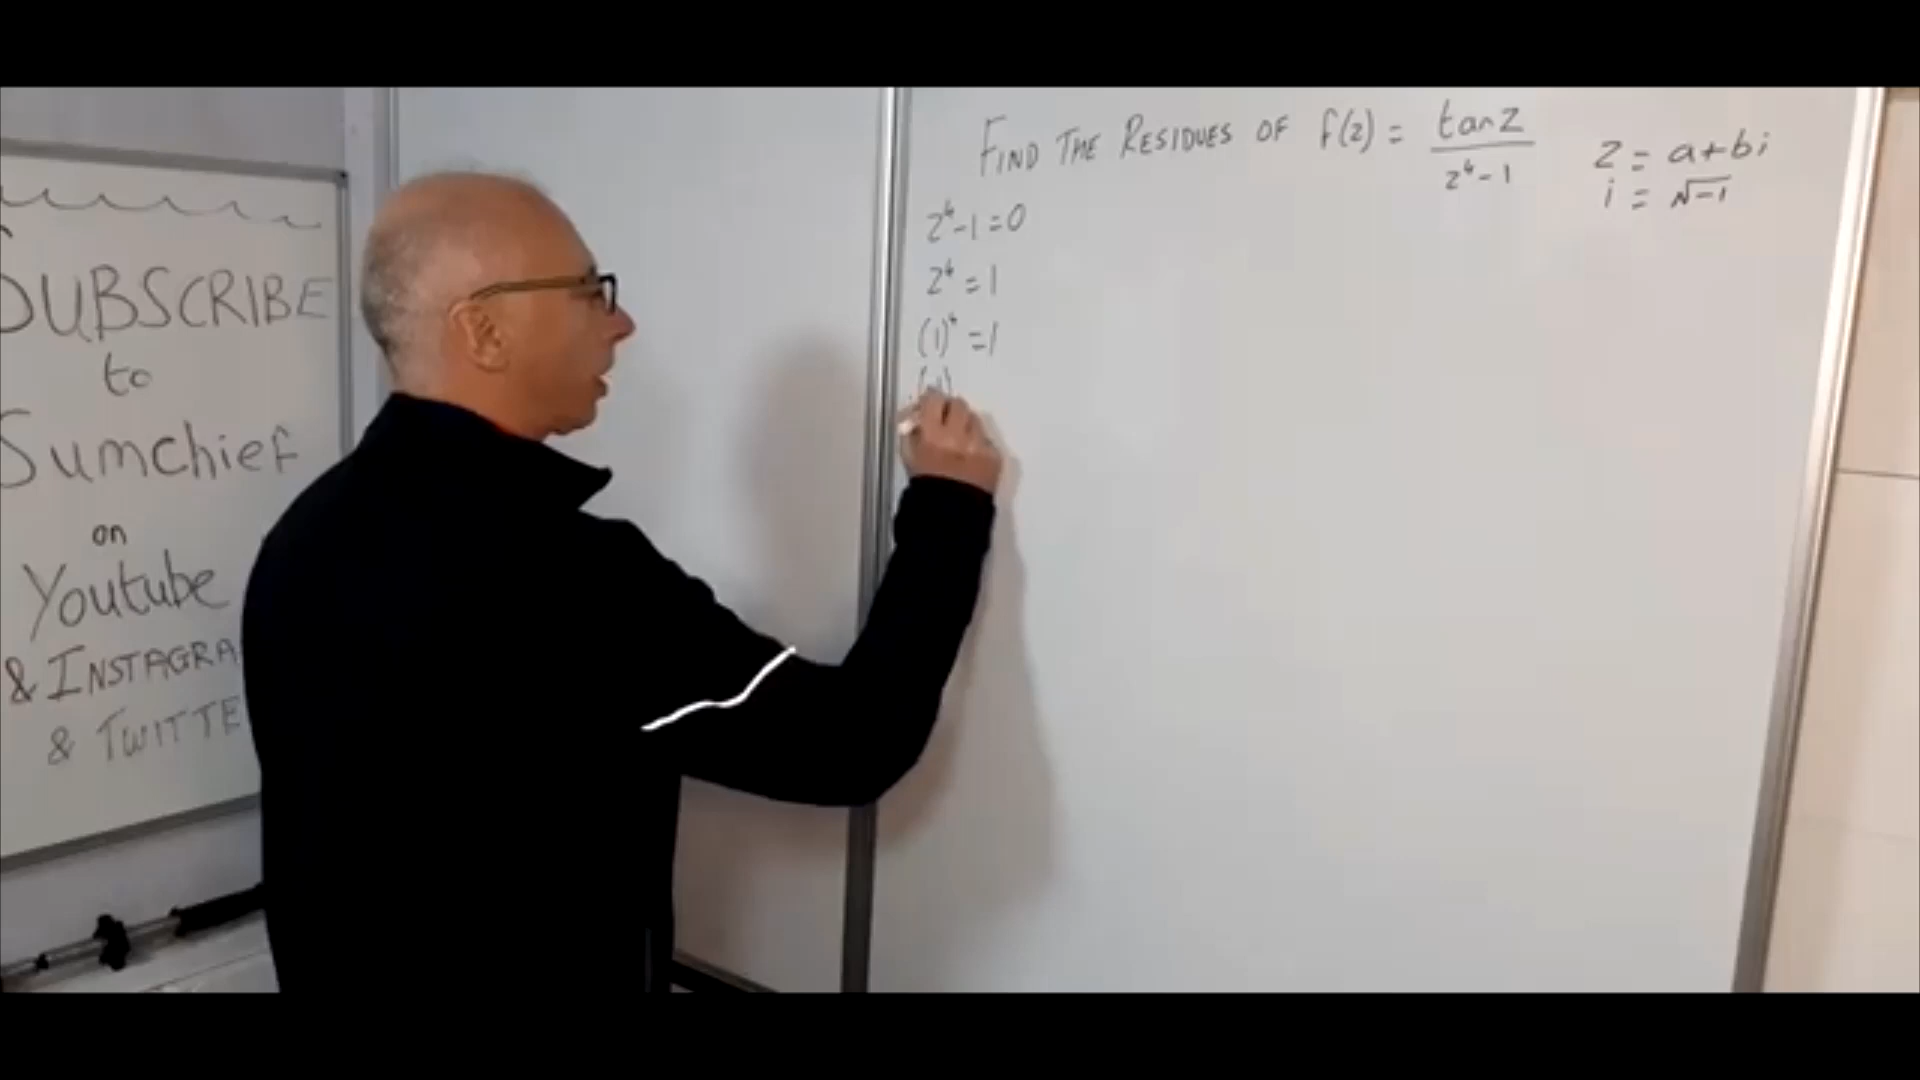 SUBSCRIBE
to
Sumchief
on
Youtube
& INSTAGRA
& TWITTE
FIND THE RESIDUES OF f(z) = tanz / z⁴-1
z = a+bi
i = √-1
z⁴-1=0
z⁴=1
(1)⁴=1